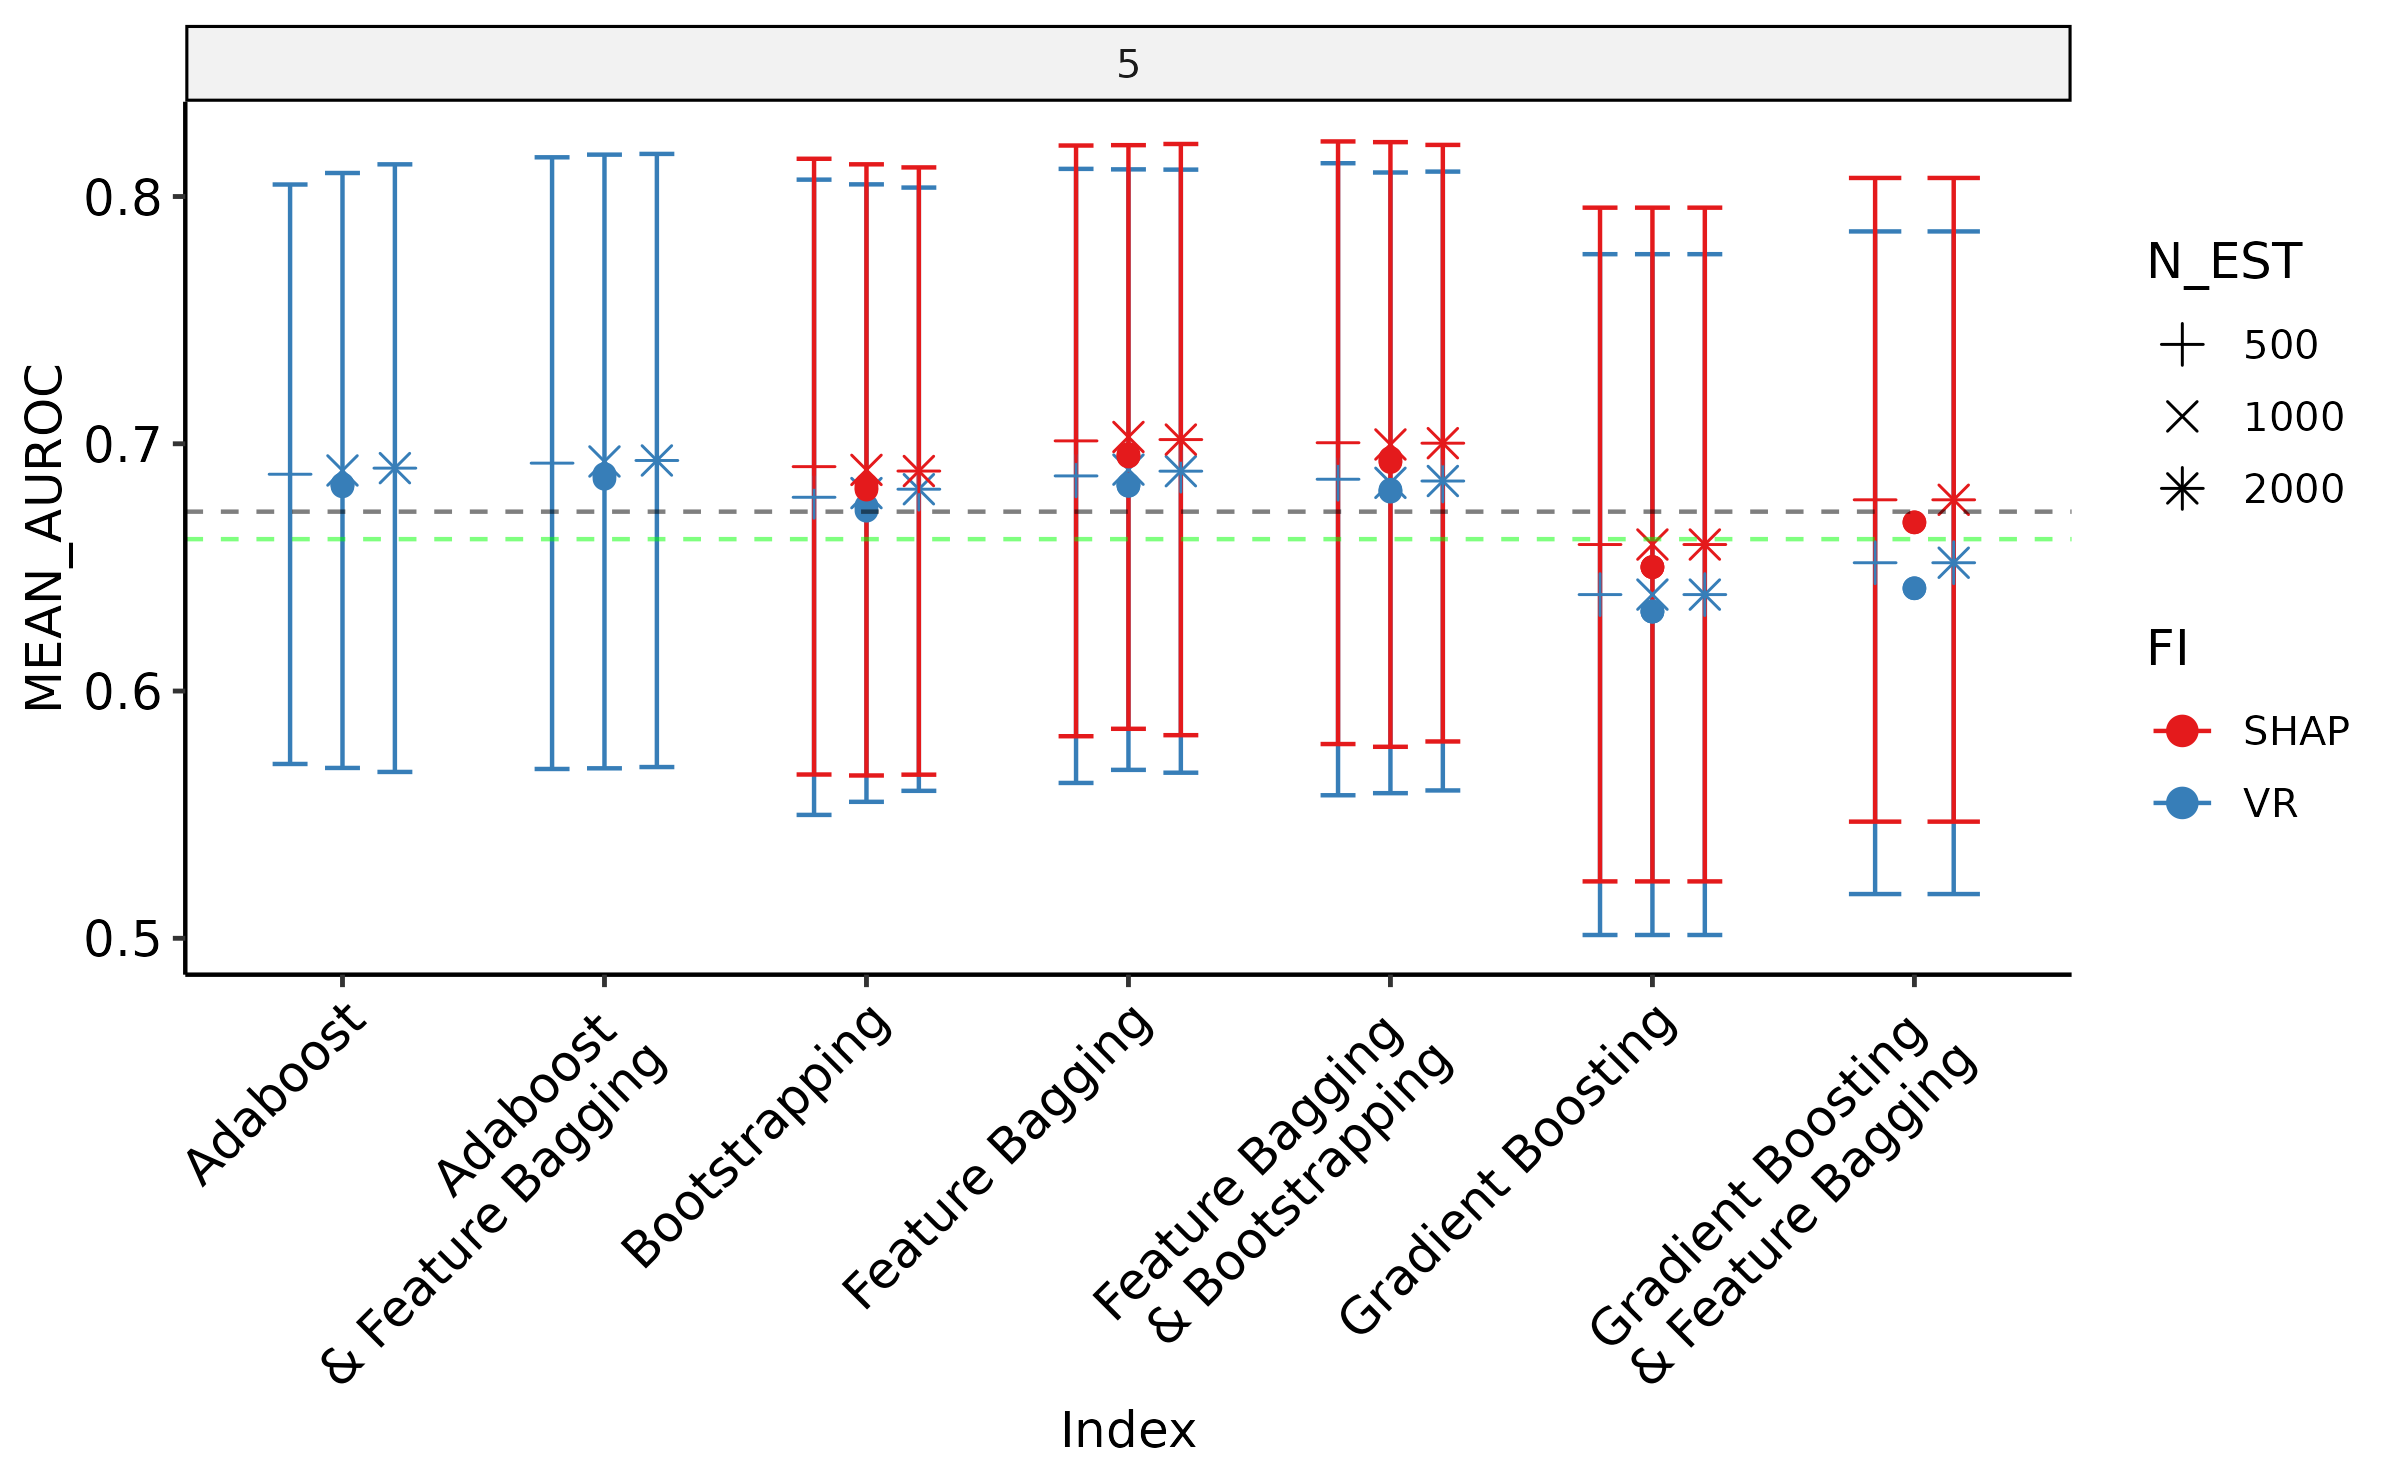 5
MEAN_AUROC
0.8
0.7
0.6
0.5
Adaboost
Adaboost
& Feature Bagging
Bootstrapping
Feature Bagging
Feature Bagging
& Bootstrapping
Gradient Boosting
Gradient Boosting
& Feature Bagging
Index
N_EST
500
1000
2000
FI
SHAP
VR